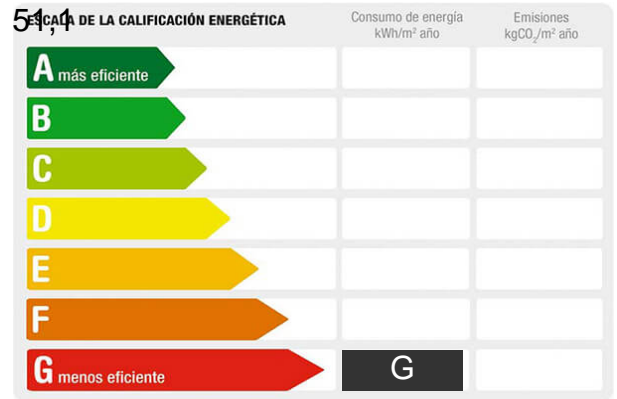 51,1
ESCALA DE LA CALIFICACIÓN ENERGÉTICA
Consumo de energía
kWh/m² año
Emisiones
kgCO₂/m² año
A más eficiente
B
C
D
E
F
G menos eficiente
G